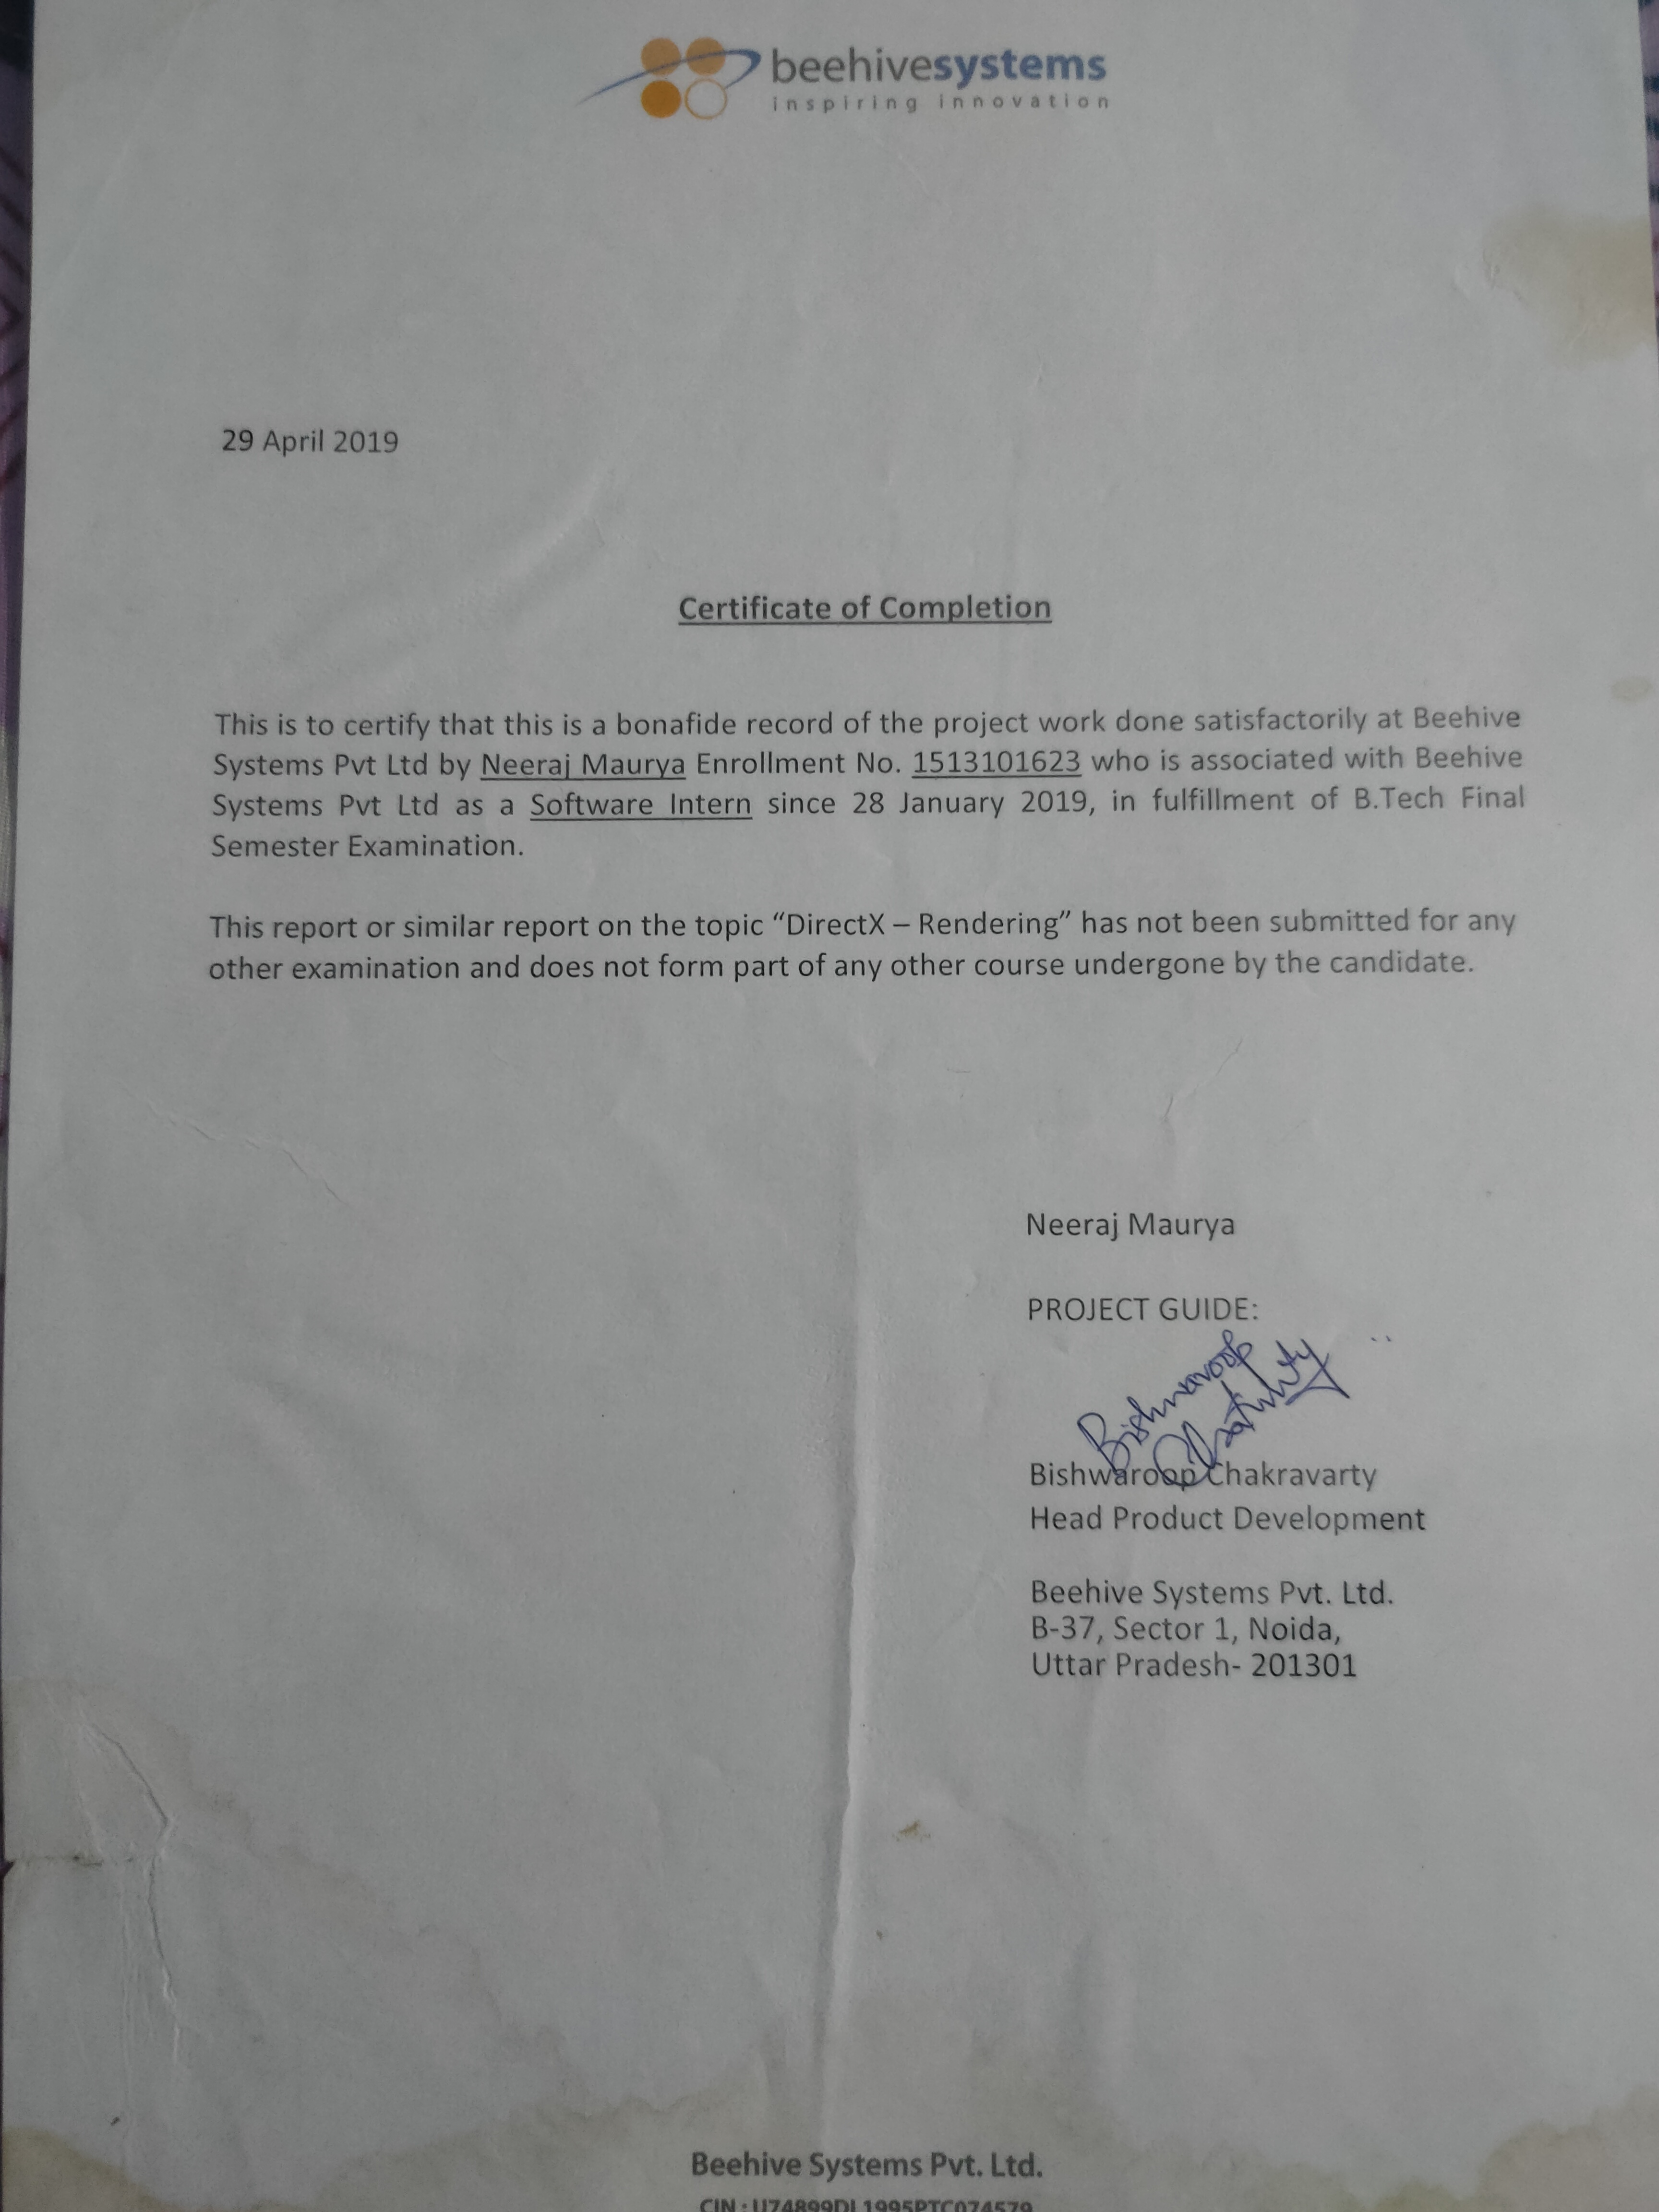 beehivesystems
inspiring innovation
29 April 2019
Certificate of Completion
This is to certify that this is a bonafide record of the project work done satisfactorily at Beehive
Systems Pvt Ltd by Neeraj Maurya Enrollment No. 1513101623 who is associated with Beehive
Systems Pvt Ltd as a Software Intern since 28 January 2019, in fulfillment of B.Tech Final
Semester Examination.
This report or similar report on the topic “DirectX – Rendering” has not been submitted for any
other examination and does not form part of any other course undergone by the candidate.
Neeraj Maurya
PROJECT GUIDE:
Bishwaroop
Chakravarty
Bishwaroop Chakravarty
Head Product Development
Beehive Systems Pvt. Ltd.
B-37, Sector 1, Noida,
Uttar Pradesh- 201301
Beehive Systems Pvt. Ltd.
CIN : U74899DL1995PTC074579